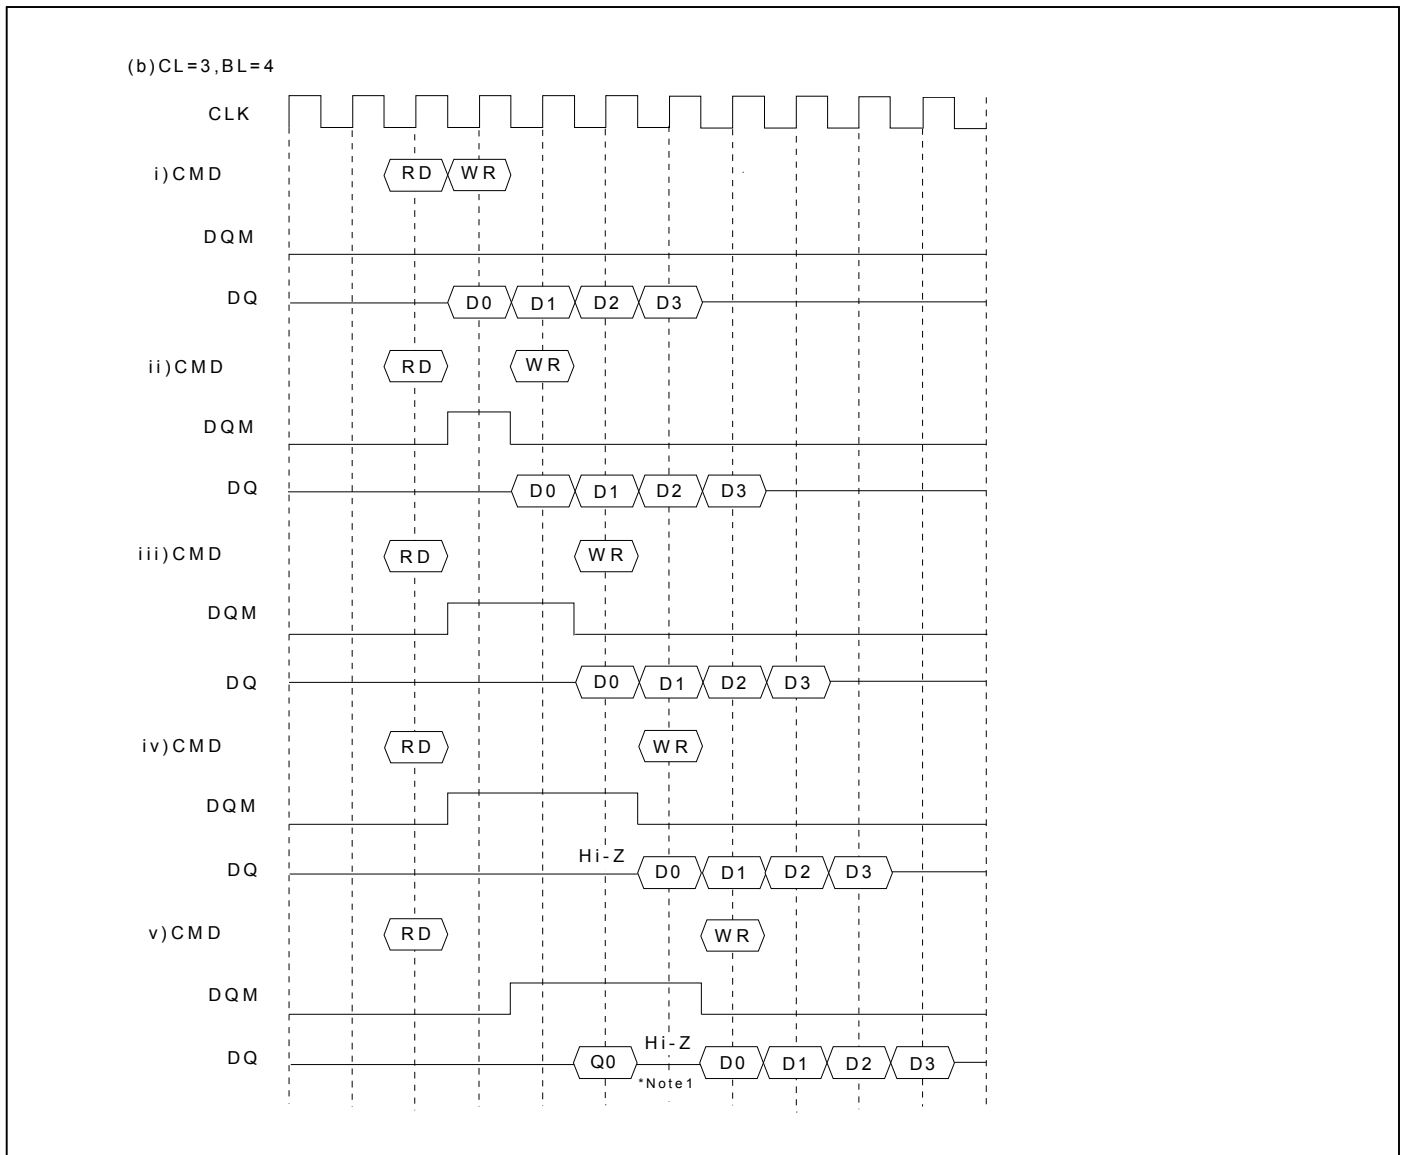 (b)CL=3,BL=4
CLK
i)CMD RD WR
DQM
DQ D0 D1 D2 D3
ii)CMD RD WR
DQM
DQ D0 D1 D2 D3
iii)CMD RD WR
DQM
DQ D0 D1 D2 D3
iv)CMD RD WR
DQM
DQ Hi-Z D0 D1 D2 D3
v)CMD RD WR
DQM
DQ Q0 Hi-Z D0 D1 D2 D3
*Note1